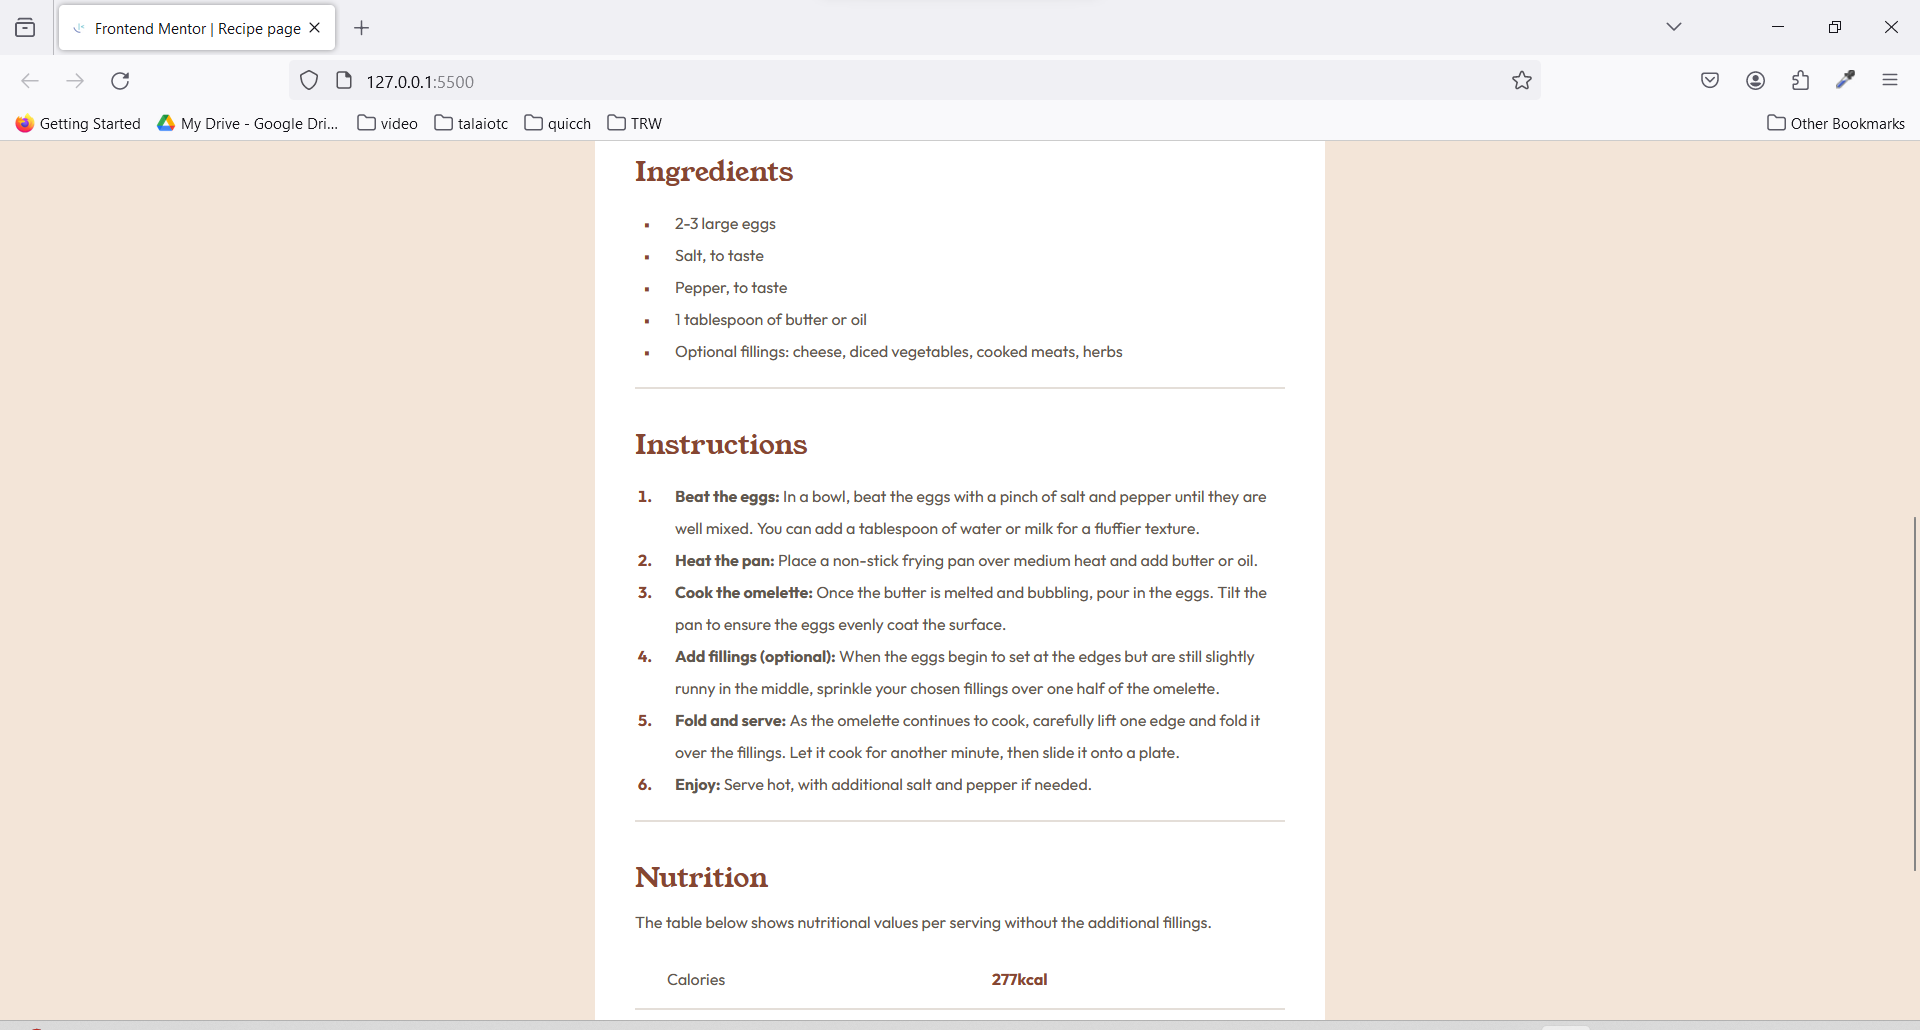 Frontend Mentor | Recipe page
127.0.0.1:5500
Getting Started
My Drive - Google Dri...
video
talaiotc
quicch
TRW
Other Bookmarks
Ingredients
2-3 large eggs
Salt, to taste
Pepper, to taste
1 tablespoon of butter or oil
Optional fillings: cheese, diced vegetables, cooked meats, herbs
Instructions
1. Beat the eggs: In a bowl, beat the eggs with a pinch of salt and pepper until they are
well mixed. You can add a tablespoon of water or milk for a fluffier texture.
2. Heat the pan: Place a non-stick frying pan over medium heat and add butter or oil.
3. Cook the omelette: Once the butter is melted and bubbling, pour in the eggs. Tilt the
pan to ensure the eggs evenly coat the surface.
4. Add fillings (optional): When the eggs begin to set at the edges but are still slightly
runny in the middle, sprinkle your chosen fillings over one half of the omelette.
5. Fold and serve: As the omelette continues to cook, carefully lift one edge and fold it
over the fillings. Let it cook for another minute, then slide it onto a plate.
6. Enjoy: Serve hot, with additional salt and pepper if needed.
Nutrition
The table below shows nutritional values per serving without the additional fillings.
Calories 277kcal